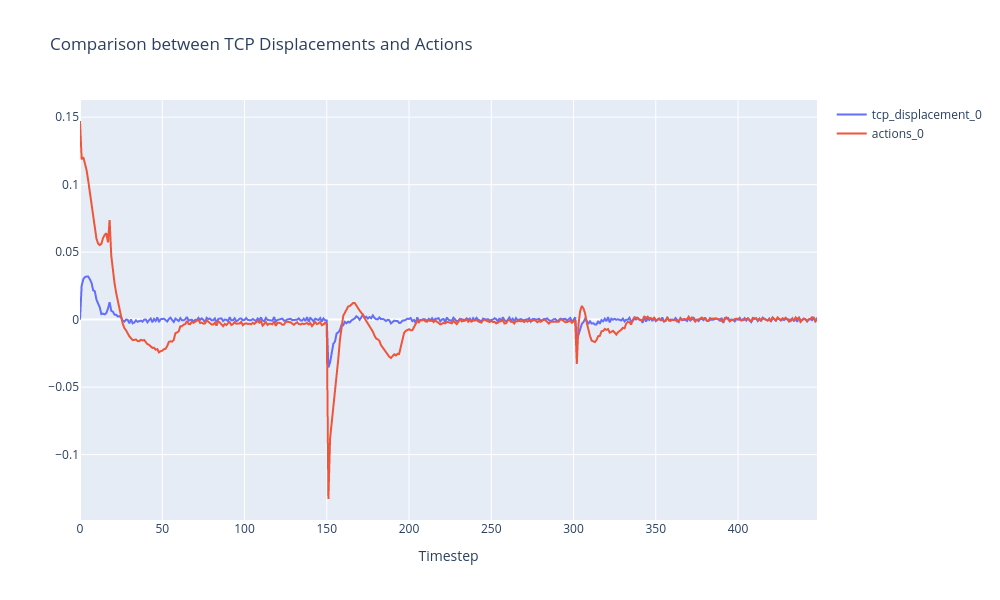 Comparison between TCP Displacements and Actions
tcp_displacement_0
actions_0
0.15
0.1
0.05
0
−0.05
−0.1
0 50 100 150 200 250 300 350 400
Timestep